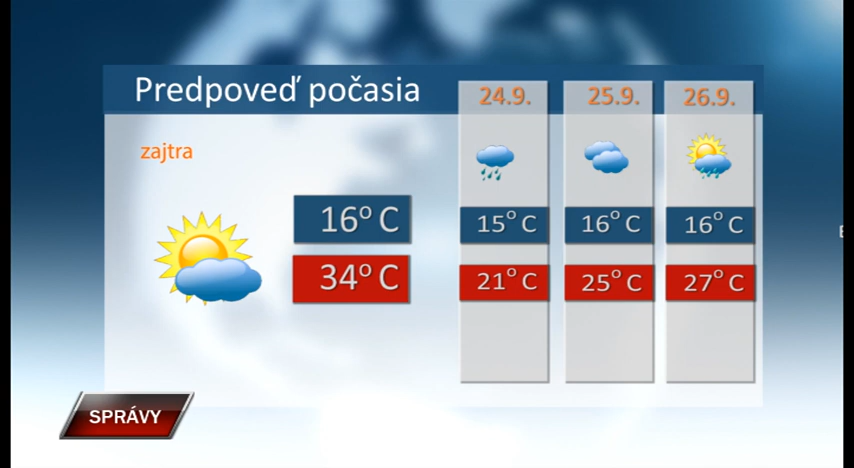 Predpoveď počasia
zajtra
16° C
34° C
24.9.
15° C
21° C
25.9.
16° C
25° C
26.9.
16° C
27° C
SPRÁVY